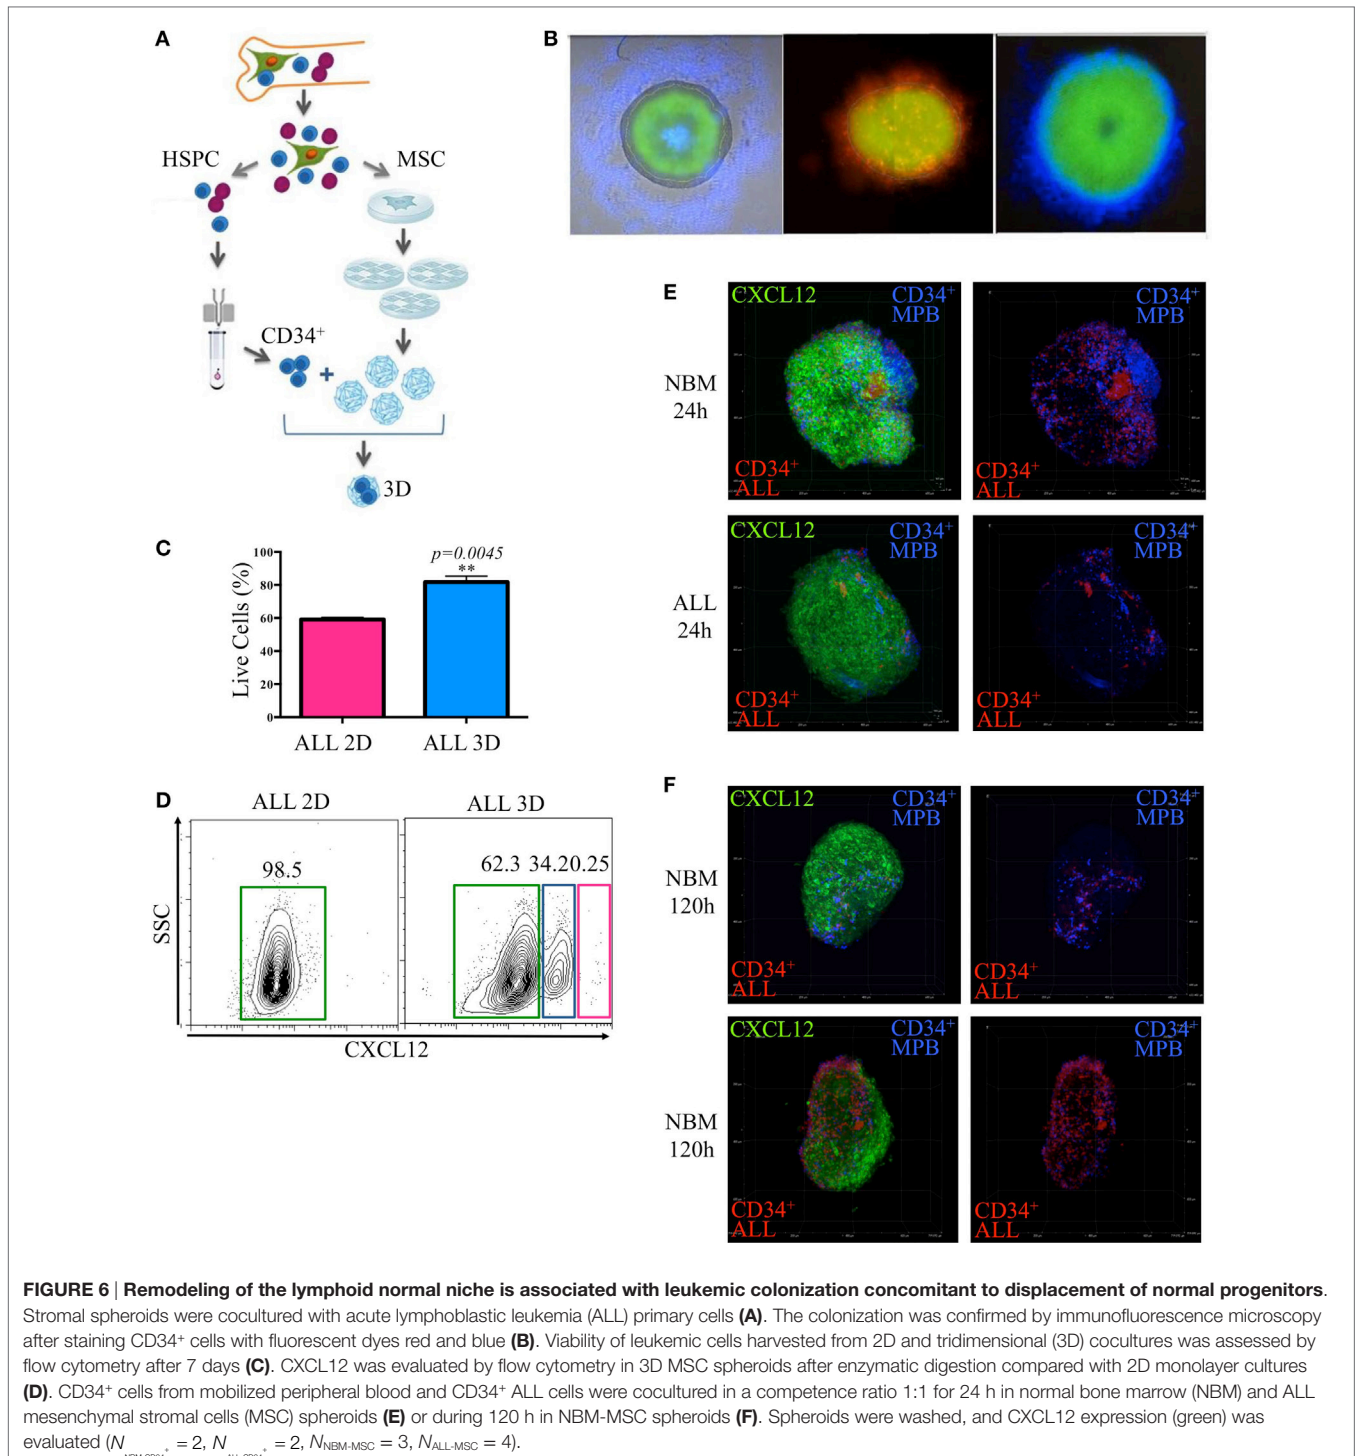 A
HSPC
MSC
CD34+
+
3D
B
C
Live Cells (%)
100
80
60
40
20
0
p=0.0045
**
ALL 2D
ALL 3D
D
ALL 2D
ALL 3D
98.5
62.3 34.2 0.25
SSC
CXCL12
E
NBM
24h
CXCL12
CD34+
MPB
CD34+
ALL
CD34+
MPB
CD34+
ALL
ALL
24h
CXCL12
CD34+
MPB
CD34+
ALL
CD34+
MPB
CD34+
ALL
F
NBM
120h
CXCL12
CD34+
MPB
CD34+
ALL
CD34+
MPB
CD34+
ALL
NBM
120h
CXCL12
CD34+
MPB
CD34+
ALL
CD34+
MPB
CD34+
ALL
FIGURE 6 | Remodeling of the lymphoid normal niche is associated with leukemic colonization concomitant to displacement of normal progenitors.
Stromal spheroids were cocultured with acute lymphoblastic leukemia (ALL) primary cells (A). The colonization was confirmed by immunofluorescence microscopy
after staining CD34+ cells with fluorescent dyes red and blue (B). Viability of leukemic cells harvested from 2D and tridimensional (3D) cocultures was assessed by
flow cytometry after 7 days (C). CXCL12 was evaluated by flow cytometry in 3D MSC spheroids after enzymatic digestion compared with 2D monolayer cultures
(D). CD34+ cells from mobilized peripheral blood and CD34+ ALL cells were cocultured in a competence ratio 1:1 for 24 h in normal bone marrow (NBM) and ALL
mesenchymal stromal cells (MSC) spheroids (E) or during 120 h in NBM-MSC spheroids (F). Spheroids were washed, and CXCL12 expression (green) was
evaluated (N = 2, N = 2, NNBM-MSC = 3, NALL-MSC = 4).